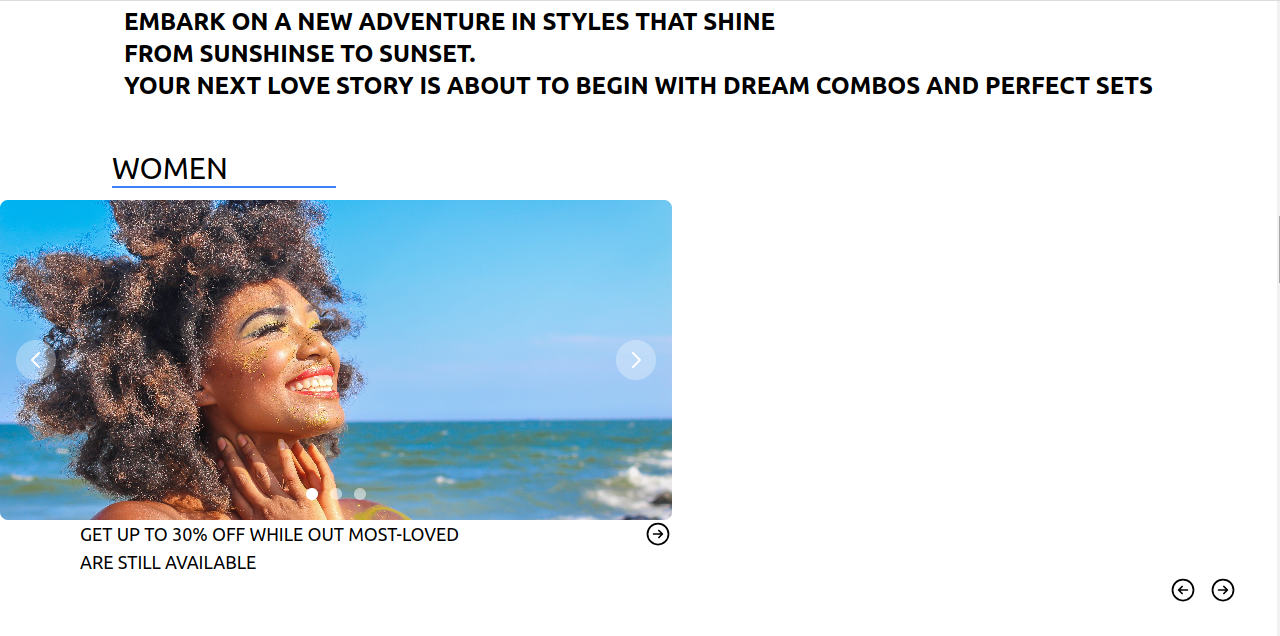 EMBARK ON A NEW ADVENTURE IN STYLES THAT SHINE
FROM SUNSHINSE TO SUNSET.
YOUR NEXT LOVE STORY IS ABOUT TO BEGIN WITH DREAM COMBOS AND PERFECT SETS
WOMEN
GET UP TO 30% OFF WHILE OUT MOST-LOVED
ARE STILL AVAILABLE